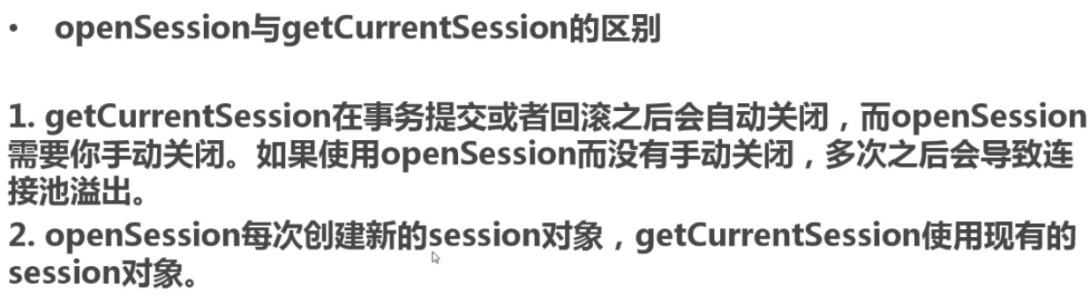 • openSession与getCurrentSession的区别
1. getCurrentSession在事务提交或者回滚之后会自动关闭，而openSession
需要你手动关闭。如果使用openSession而没有手动关闭，多次之后会导致连
接池溢出。
2. openSession每次创建新的session对象，getCurrentSession使用现有的
session对象。